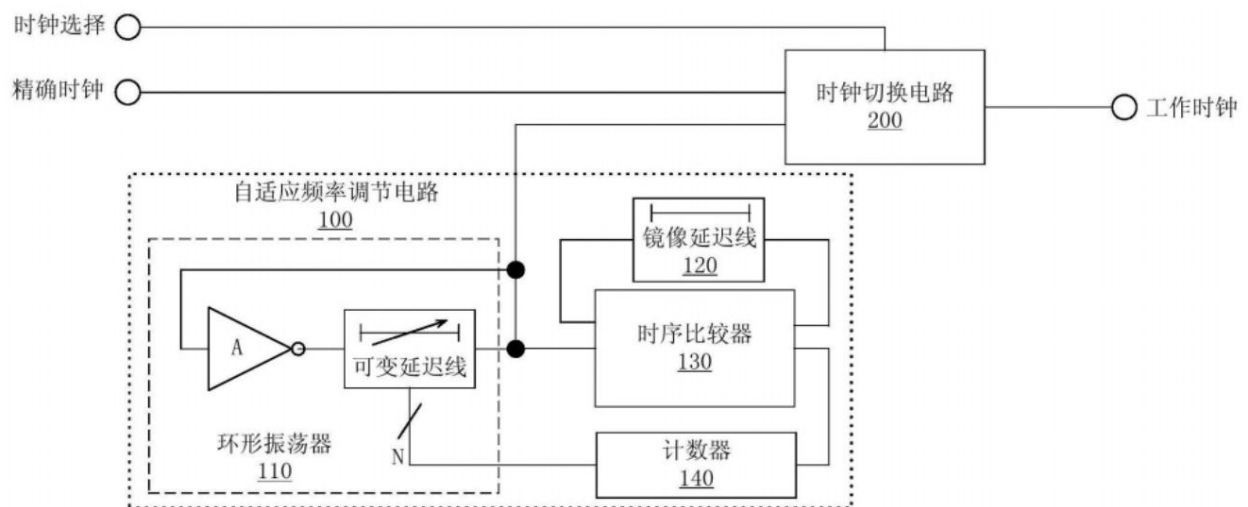 时钟选择
精确时钟
时钟切换电路
200
工作时钟
自适应频率调节电路
100
镜像延迟线
120
时序比较器
130
A
可变延迟线
环形振荡器
110
N
计数器
140